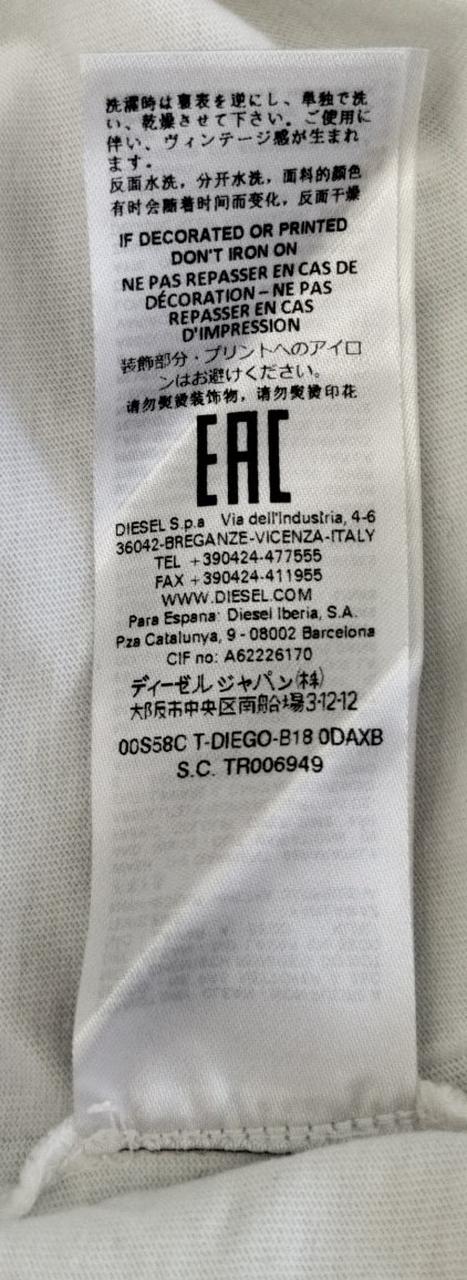 洗濯時は裏表を逆にし、単独で洗
い、乾燥させて下さい。ご使用に
伴い、ヴィンテージ感が生まれ
ます。
反面水洗，分开水洗，面料的顔色
有时会随着时间而变化，反面干燥
IF DECORATED OR PRINTED
DON'T IRON ON
NE PAS REPASSER EN CAS DE
DÉCORATION – NE PAS
REPASSER EN CAS
D'IMPRESSION
装飾部分・プリントへのアイロ
ンはお避けください。
请勿熨烫装饰物，请勿熨烫印花
EAC
DIESEL S.p.a Via dell'Industria, 4-6
36042-BREGANZE-VICENZA-ITALY
TEL +390424-477555
FAX +390424-411955
WWW.DIESEL.COM
Para Espana: Diesel Iberia, S.A.
Pza Catalunya, 9 - 08002 Barcelona
CIF no: A62226170
ディーゼル ジャパン㈱
大阪市中央区南船場3-12-12
00S58C T-DIEGO-B18 0DAXB
S.C. TR006949